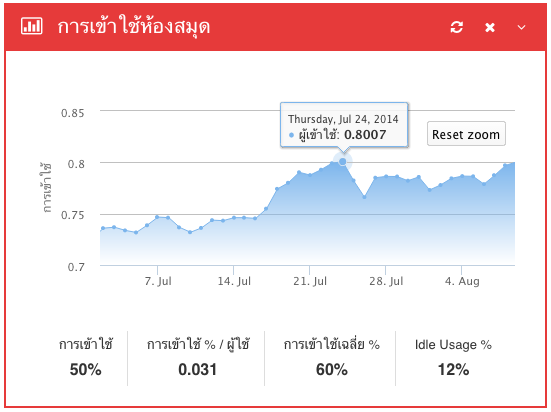 การเข้าใช้ห้องสมุด
0.85
Thursday, Jul 24, 2014
ผู้เข้าใช้: 0.8007
Reset zoom
0.8
การเข้าใช้
0.75
0.7
7. Jul 14. Jul 21. Jul 28. Jul 4. Aug
การเข้าใช้ การเข้าใช้ % / ผู้ใช้ การเข้าใช้เฉลี่ย % Idle Usage %
50% 0.031 60% 12%